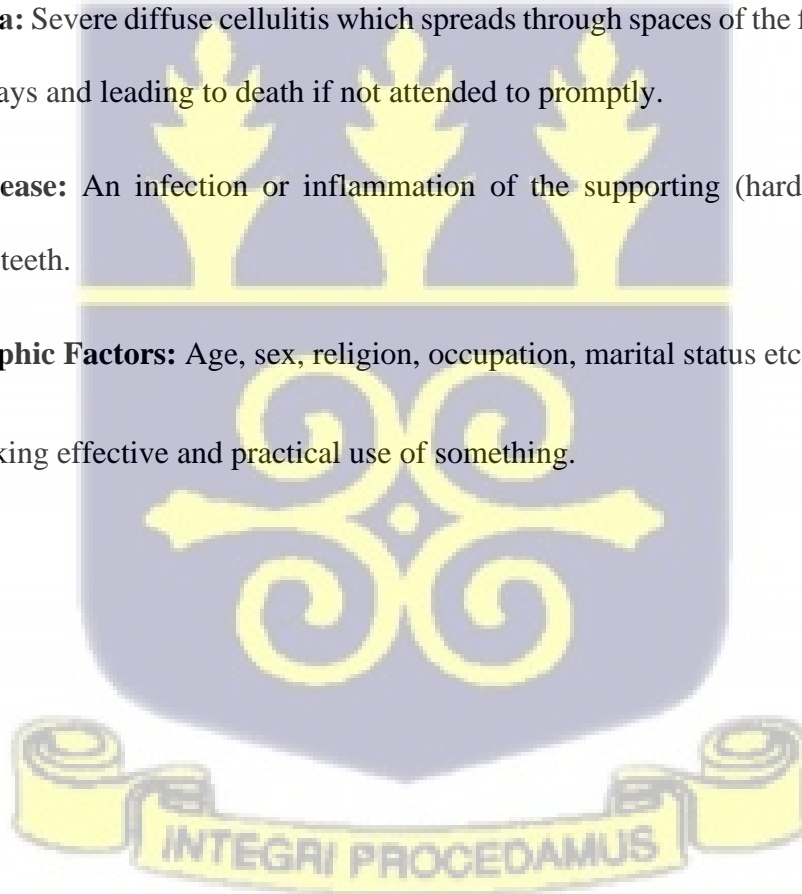 a: Severe diffuse cellulitis which spreads through spaces of the f
ays and leading to death if not attended to promptly.
ease: An infection or inflammation of the supporting (hard
teeth.
phic Factors: Age, sex, religion, occupation, marital status etc
king effective and practical use of something.
INTEGRI PROCEDAMUS